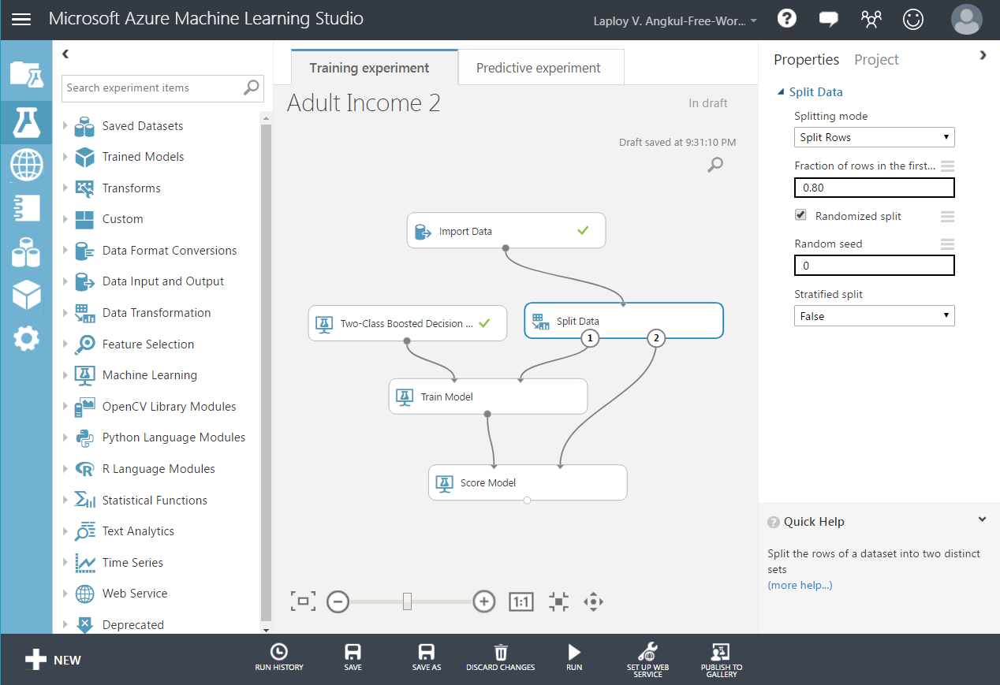 Microsoft Azure Machine Learning Studio
Laploy V. Angkul-Free-Wor...
?
Training experiment
Predictive experiment
Properties
Project
Search experiment items
Saved Datasets
Trained Models
Transforms
Custom
Data Format Conversions
Data Input and Output
Data Transformation
Feature Selection
Machine Learning
OpenCV Library Modules
Python Language Modules
R Language Modules
Statistical Functions
Text Analytics
Time Series
Web Service
Deprecated
Adult Income 2
In draft
Draft saved at 9:31:10 PM
Import Data
Two-Class Boosted Decision ...
Split Data
1
2
Train Model
Score Model
1:1
Split Data
Splitting mode
Split Rows
Fraction of rows in the first...
0.80
Randomized split
Random seed
0
Stratified split
False
? Quick Help
Split the rows of a dataset into two distinct
sets
(more help...)
NEW
RUN HISTORY
SAVE
SAVE AS
DISCARD CHANGES
RUN
SET UP WEB
SERVICE
PUBLISH TO
GALLERY